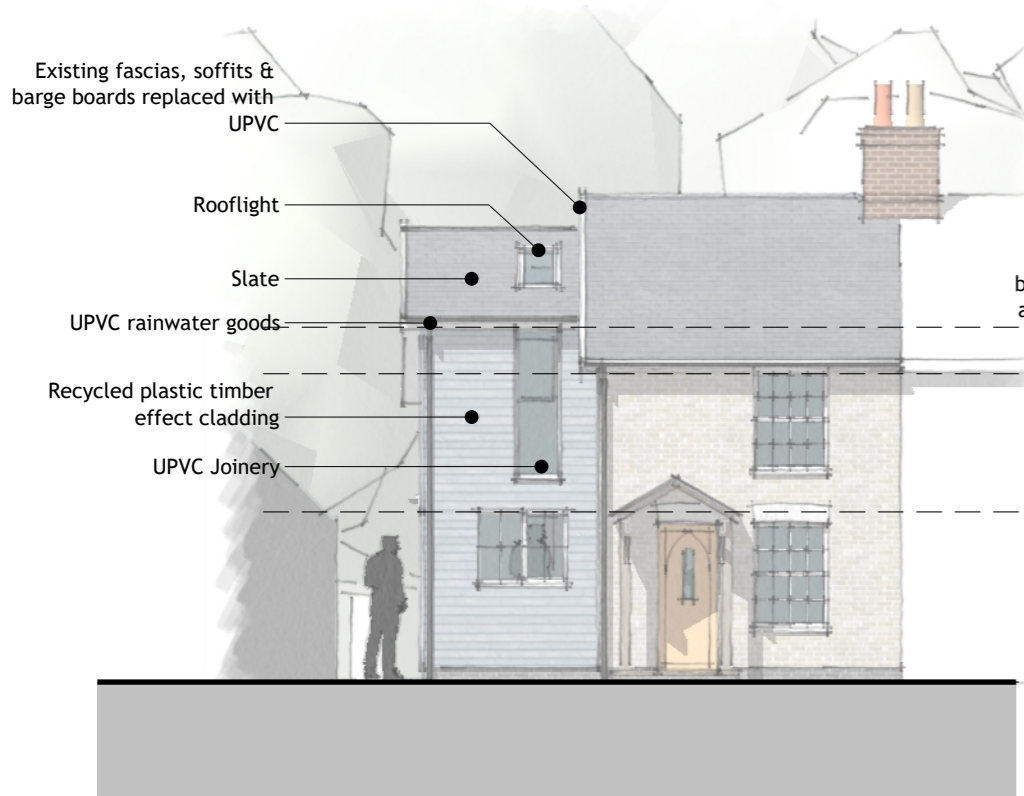 Existing fascias, soffits &
barge boards replaced with
UPVC
Rooflight
Slate
UPVC rainwater goods
Recycled plastic timber
effect cladding
UPVC Joinery